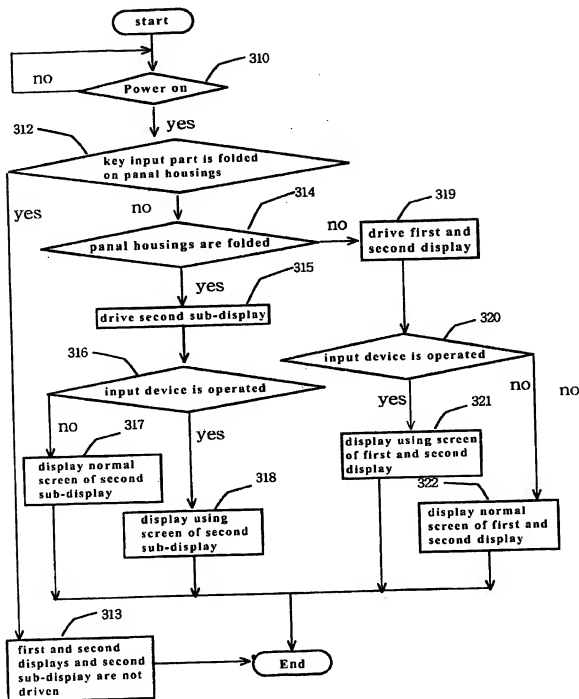 start
310
no
Power on
yes
312
key input part is folded
on panal housings
314
319
yes
no
no
drive first and
second display
panal housings are folded
315
yes
320
drive second sub-display
316
input device is operated
input device is operated
no
no
yes
321
no
317
yes
display using screen
of first and second
display
display normal
screen of second
sub-display
318
322
display using
screen of second
sub-display
display normal
screen of first and
second display
313
first and second
displays and second
sub-display are not
driven
End